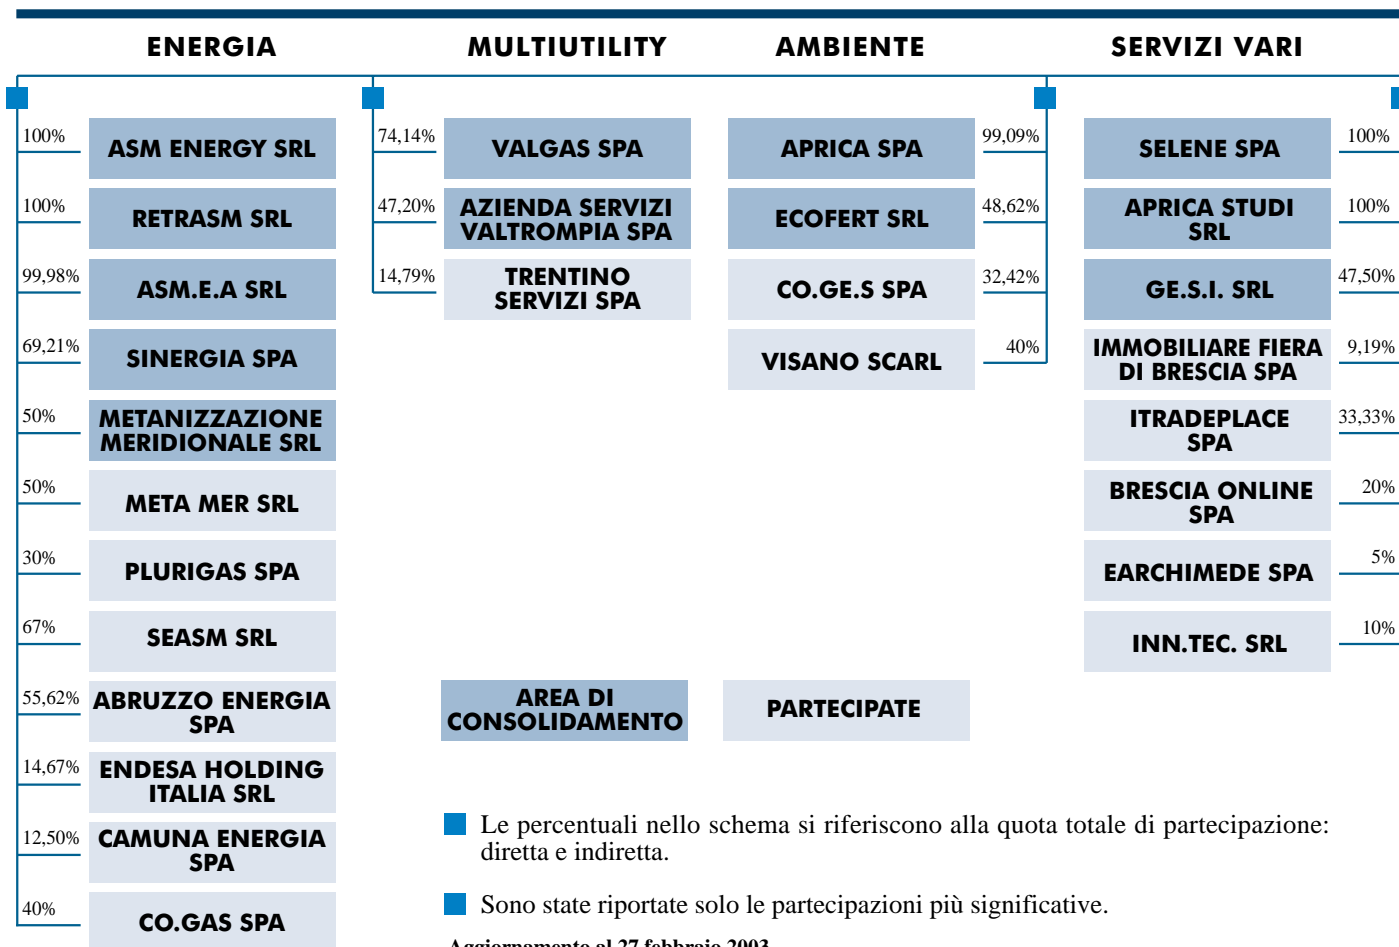 ENERGIA
MULTIUTILITY
AMBIENTE
SERVIZI VARI
100%
ASM ENERGY SRL
100%
RETRASM SRL
99,98%
ASM.E.A SRL
69,21%
SINERGIA SPA
50%
METANIZZAZIONE
MERIDIONALE SRL
50%
META MER SRL
30%
PLURIGAS SPA
67%
SEASM SRL
55,62%
ABRUZZO ENERGIA
SPA
14,67%
ENDESA HOLDING
ITALIA SRL
12,50%
CAMUNA ENERGIA
SPA
40%
CO.GAS SPA
74,14%
VALGAS SPA
47,20%
AZIENDA SERVIZI
VALTROMPIA SPA
14,79%
TRENTINO
SERVIZI SPA
APRICA SPA
99,09%
ECOFERT SRL
48,62%
CO.GE.S SPA
32,42%
VISANO SCARL
40%
SELENE SPA
100%
APRICA STUDI
SRL
100%
GE.S.I. SRL
47,50%
IMMOBILIARE FIERA
DI BRESCIA SPA
9,19%
ITRADEPLACE
SPA
33,33%
BRESCIA ONLINE
SPA
20%
EARCHIMEDE SPA
5%
INN.TEC. SRL
10%
AREA DI
CONSOLIDAMENTO
PARTECIPATE
Le percentuali nello schema si riferiscono alla quota totale di partecipazione:
diretta e indiretta.
Sono state riportate solo le partecipazioni più significative.
Aggiornamento al 27 febbraio 2003